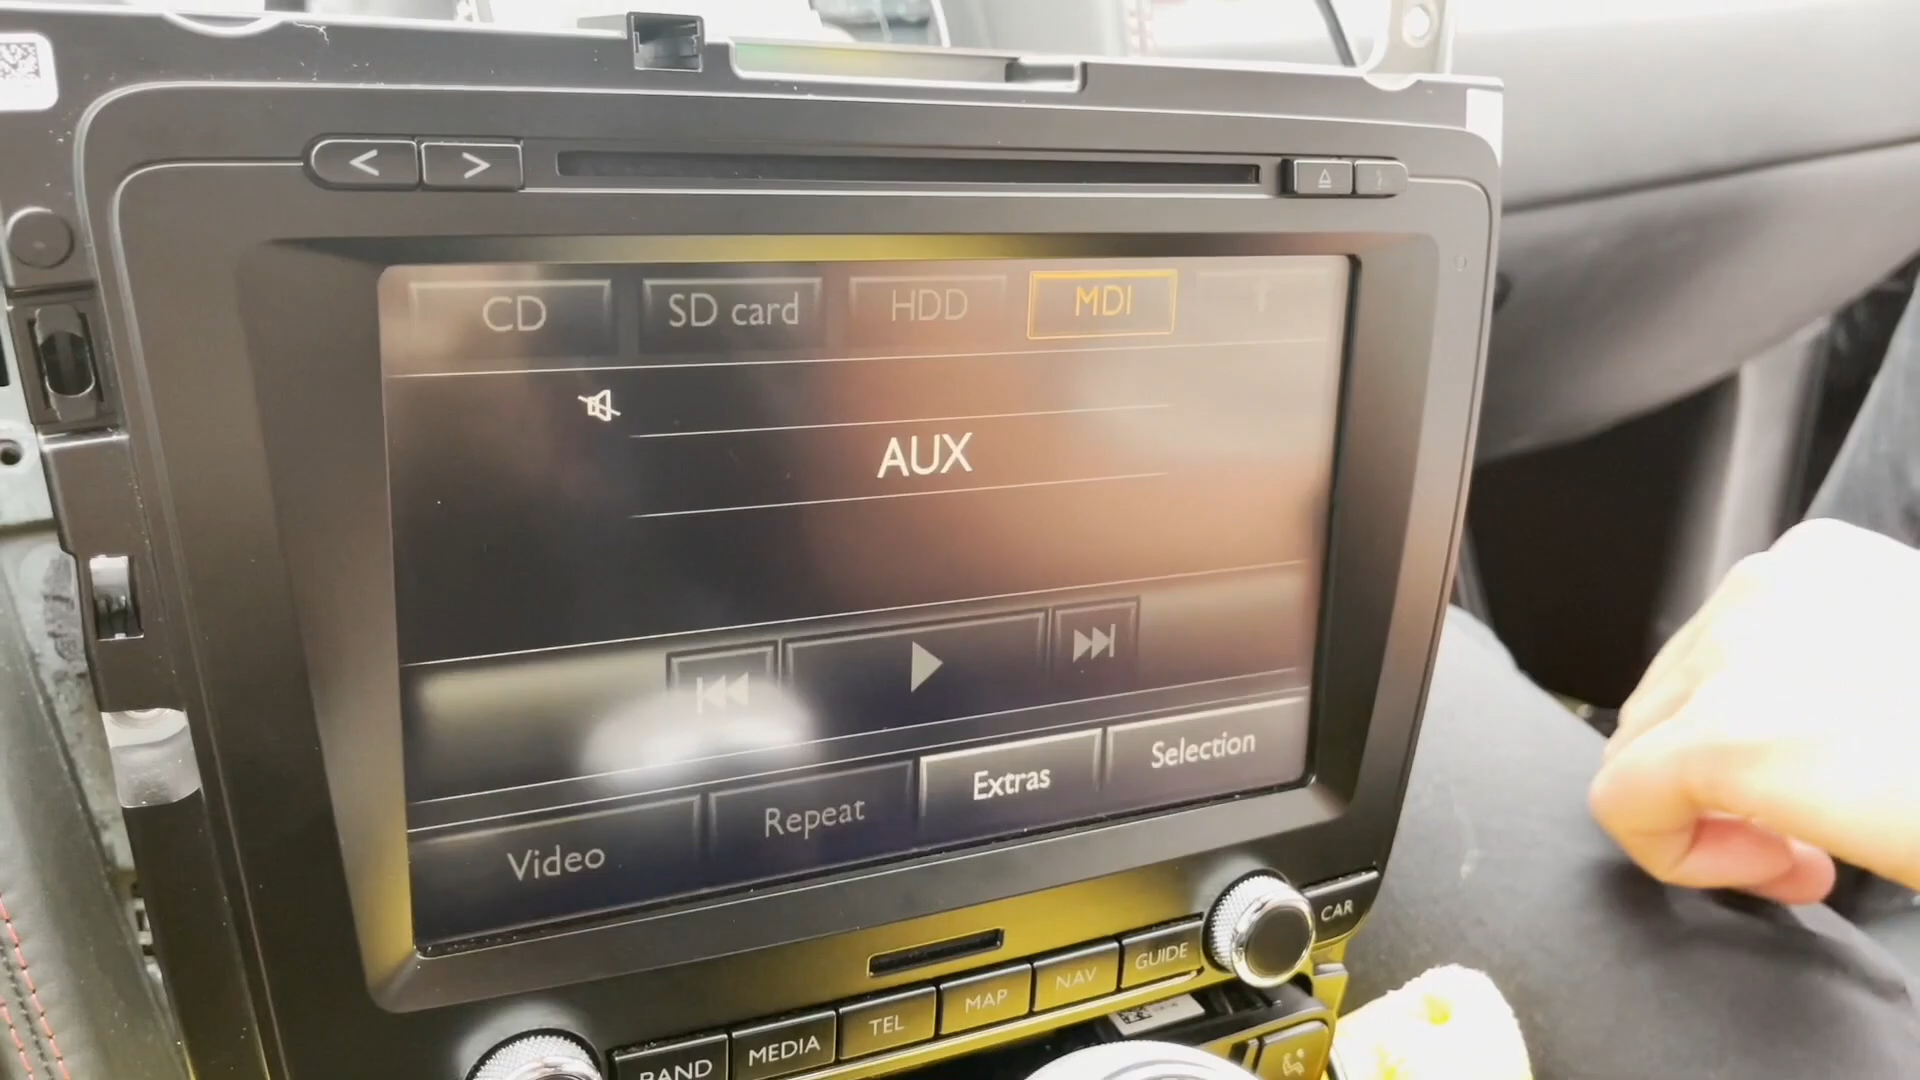 CD SD card HDD MDI
AUX
Video Repeat Extras Selection
BAND MEDIA TEL MAP NAV GUIDE CAR